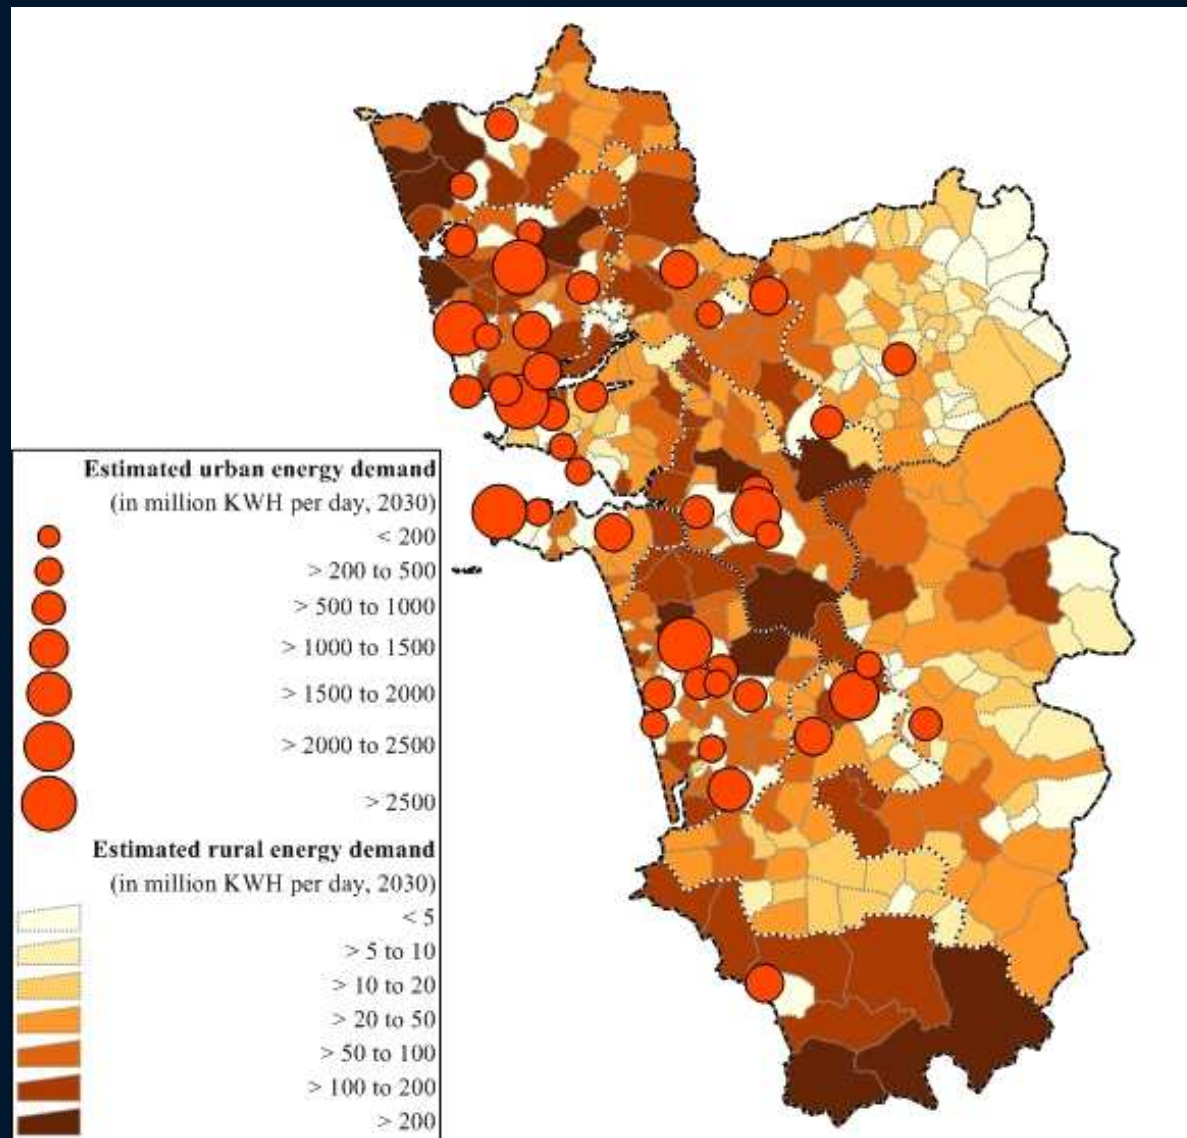 Estimated urban energy demand
(in million KWH per day, 2030)
< 200
> 200 to 500
> 500 to 1000
> 1000 to 1500
> 1500 to 2000
> 2000 to 2500
> 2500
Estimated rural energy demand
(in million KWH per day, 2030)
< 5
> 5 to 10
> 10 to 20
> 20 to 50
> 50 to 100
> 100 to 200
> 200